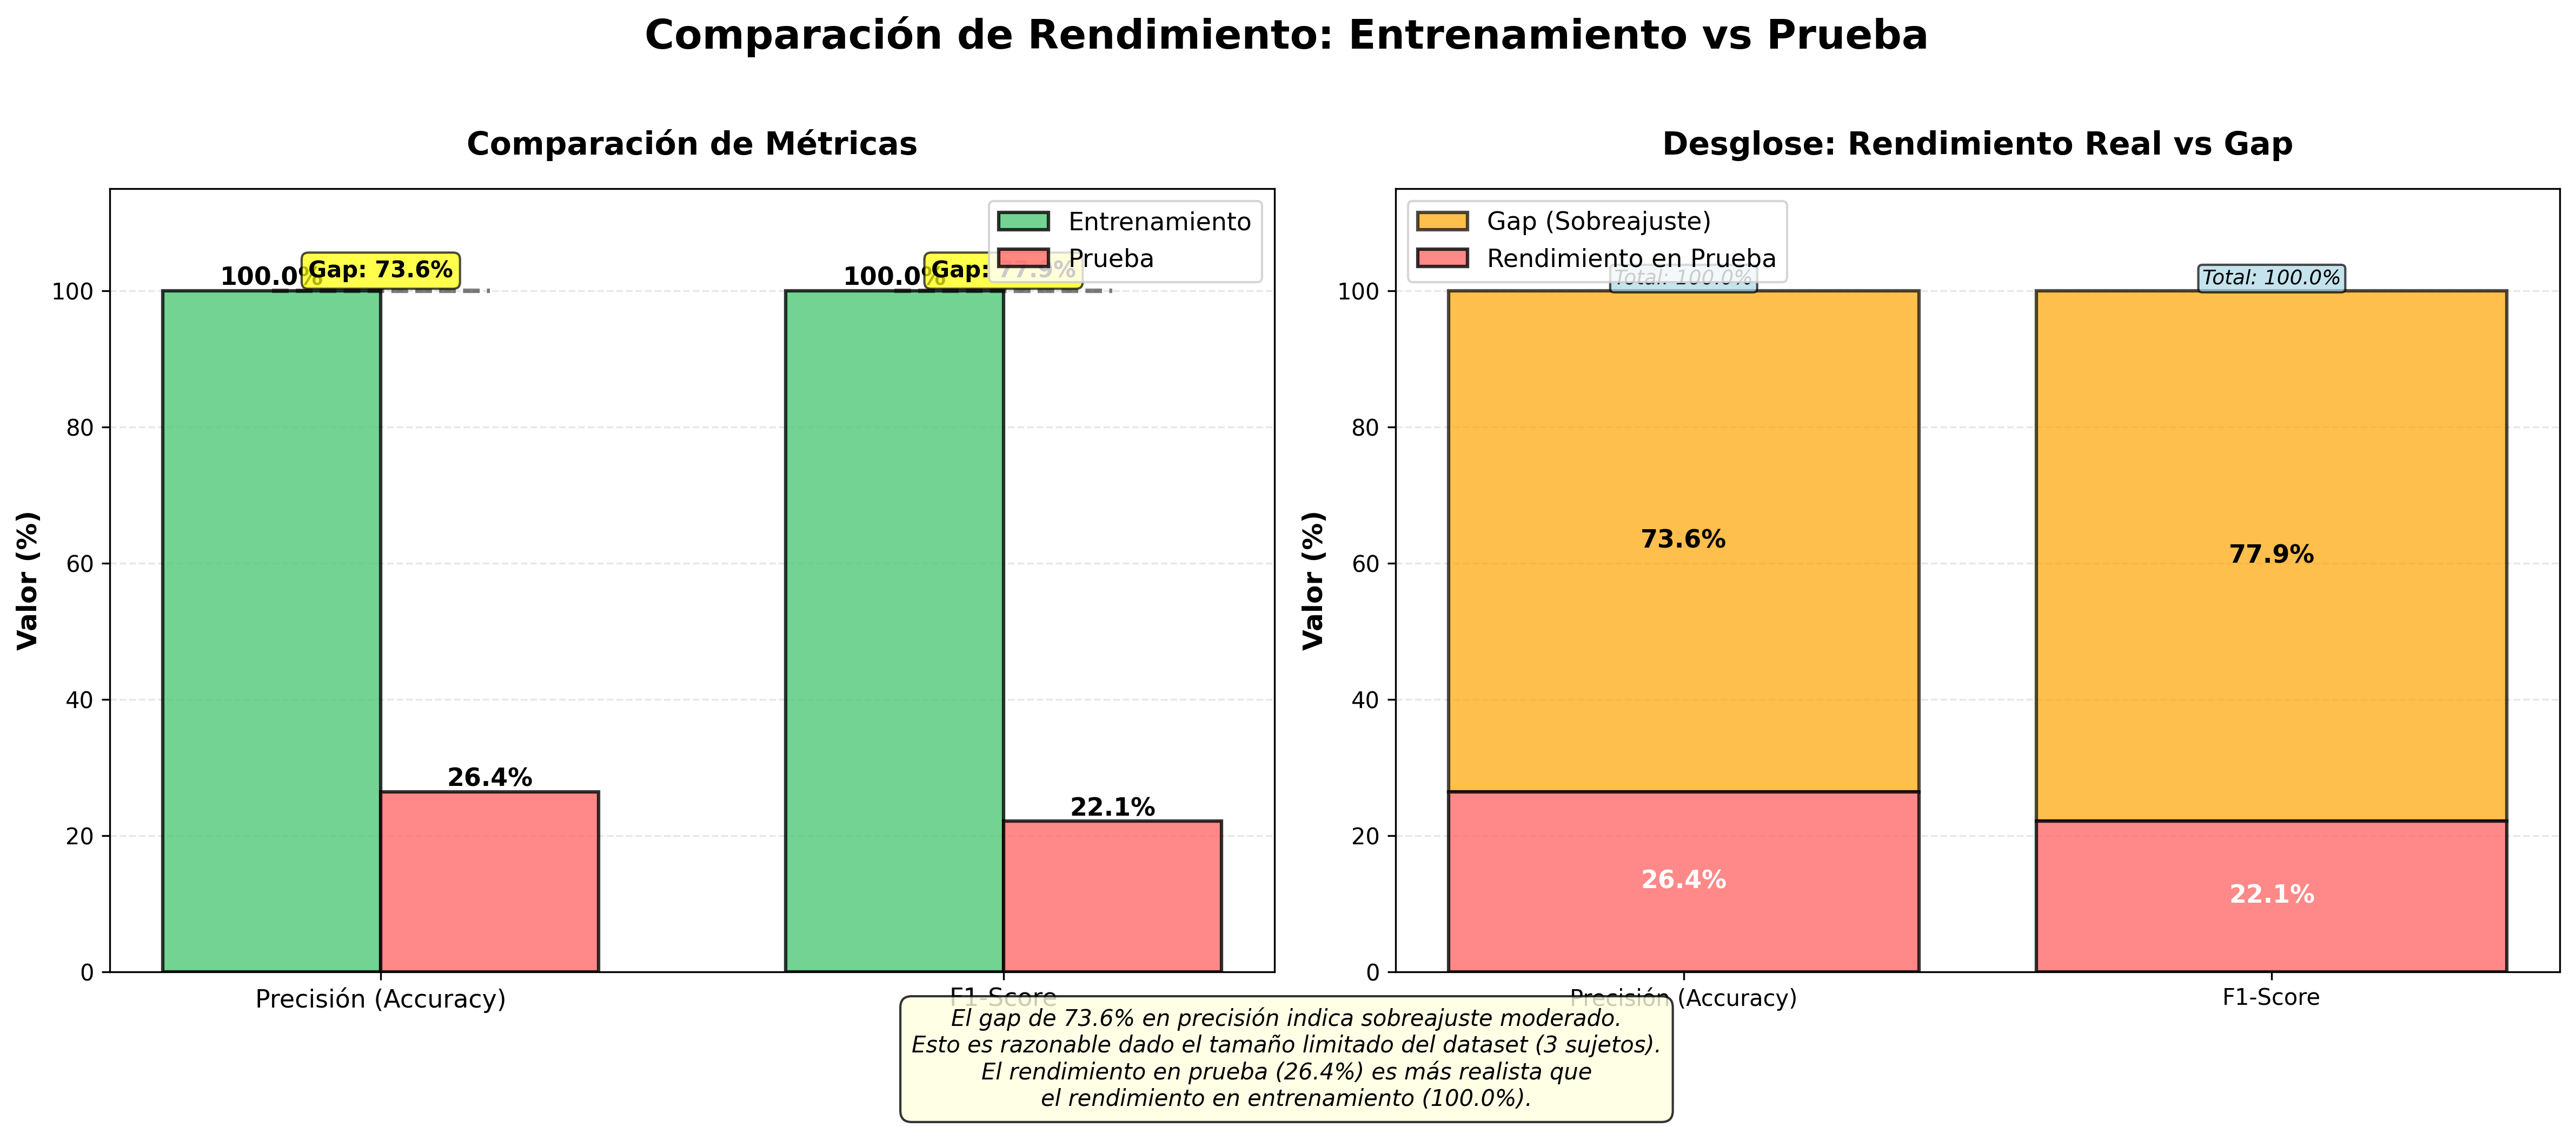 Comparación de Rendimiento: Entrenamiento vs Prueba
Comparación de Métricas
Entrenamiento
Prueba
100.0%
Gap: 73.6%
100.0%
Gap: 77.9%
26.4%
22.1%
Valor (%)
100
80
60
40
20
0
Precisión (Accuracy)
F1-Score
Desglose: Rendimiento Real vs Gap
Gap (Sobreajuste)
Rendimiento en Prueba
Total: 100.0%
Total: 100.0%
73.6%
77.9%
26.4%
22.1%
Valor (%)
100
80
60
40
20
0
Precisión (Accuracy)
F1-Score
El gap de 73.6% en precisión indica sobreajuste moderado.
Esto es razonable dado el tamaño limitado del dataset (3 sujetos).
El rendimiento en prueba (26.4%) es más realista que
el rendimiento en entrenamiento (100.0%).